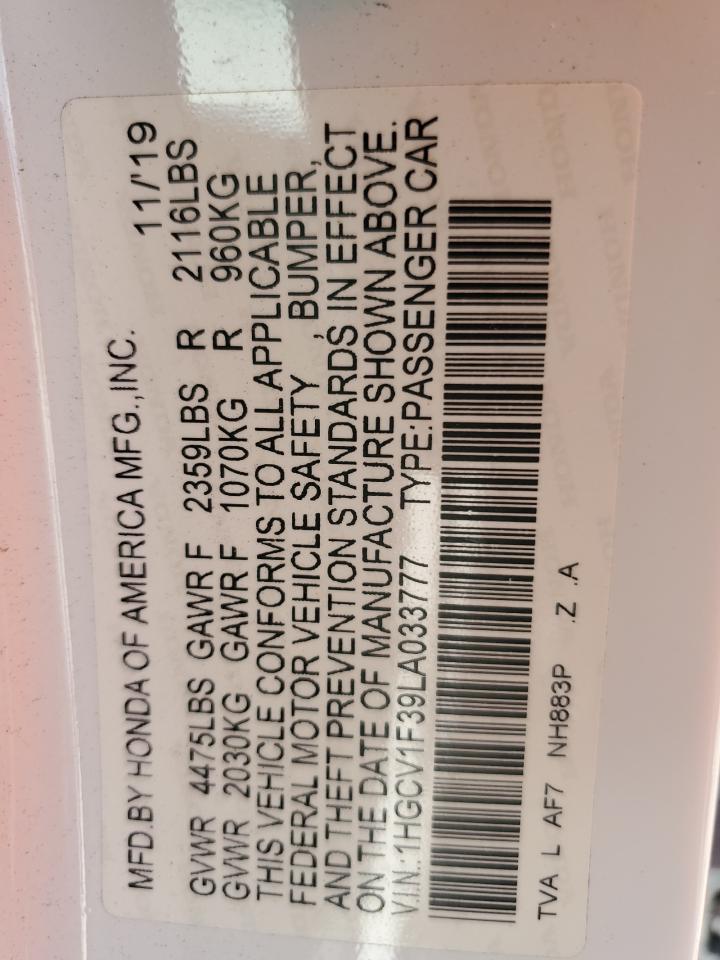 MFD.BY HONDA OF AMERICA MFG.,INC. 11/'19
GVWR 4475LBS GAWR F 2359LBS R 2116LBS
GVWR 2030KG GAWR F 1070KG R 960KG
THIS VEHICLE CONFORMS TO ALL APPLICABLE
FEDERAL MOTOR VEHICLE SAFETY , BUMPER,
AND THEFT PREVENTION STANDARDS IN EFFECT
ON THE DATE OF MANUFACTURE SHOWN ABOVE.
V.I.N.:1HGCV1F39LA033777 TYPE:PASSENGER CAR
TVA L AF7 NH883P .Z .A